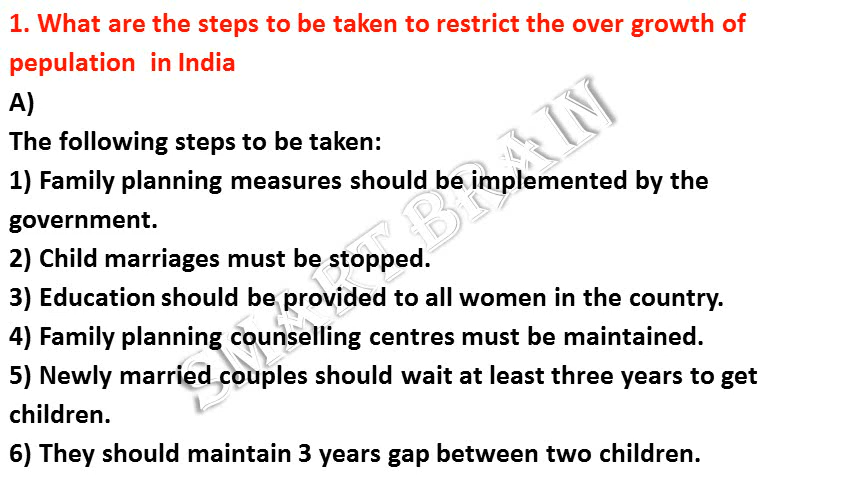 1. What are the steps to be taken to restrict the over growth of
pepulation in India
A)
The following steps to be taken:
1) Family planning measures should be implemented by the
government.
2) Child marriages must be stopped.
3) Education should be provided to all women in the country.
4) Family planning counselling centres must be maintained.
5) Newly married couples should wait at least three years to get
children.
6) They should maintain 3 years gap between two children.
SMART BRAIN